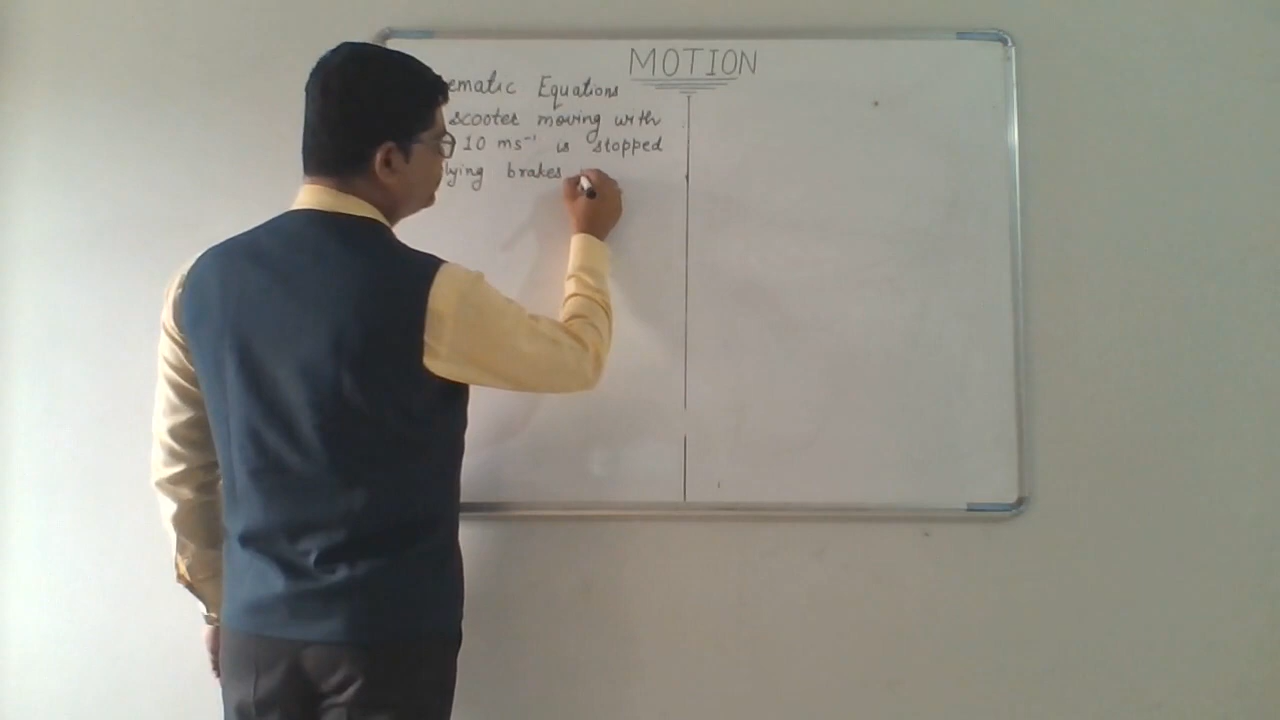 MOTION
ematic Equations
scooter moving with
10 ms⁻¹ is stopped
lying brakes